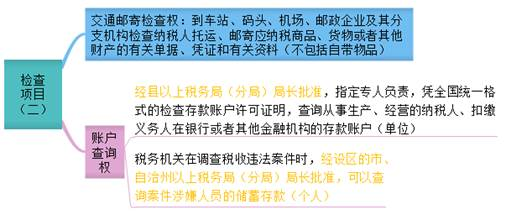 交通邮寄检查权：到车站、码头、机场、邮政企业及其分
支机构检查纳税人托运、邮寄应纳税商品、货物或者其他
财产的有关单据、凭证和有关资料（不包括自带物品）
检查
项目
（二）
经县以上税务局（分局）局长批准，指定专人负责，凭全国统一格
式的检查存款账户许可证明，查询从事生产、经营的纳税人、扣缴
义务人在银行或者其他金融机构的存款账户（单位）
账户
查询
权
税务机关在调查税收违法案件时，经设区的市、
自治州以上税务局（分局）局长批准，可以查
询案件涉嫌人员的储蓄存款（个人）